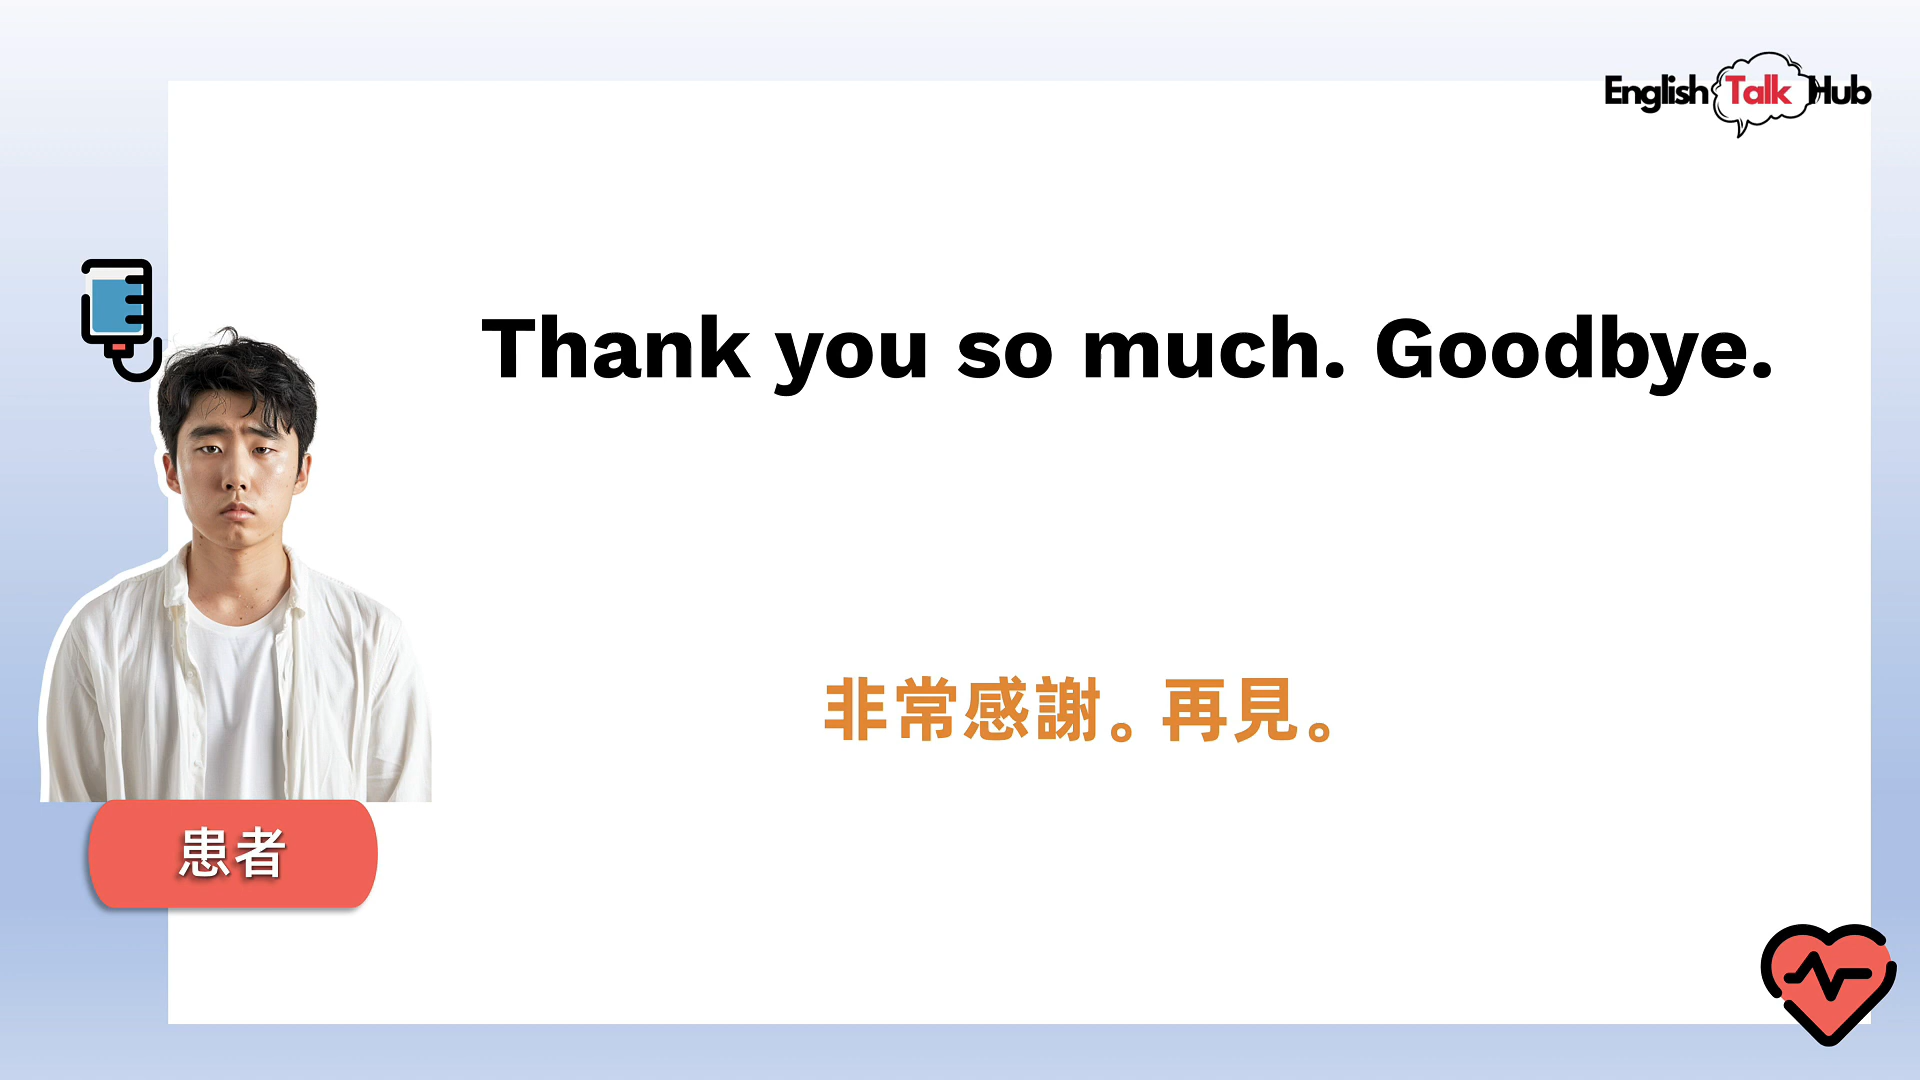 English Talk Hub
Thank you so much. Goodbye.
非常感謝。再見。
患者